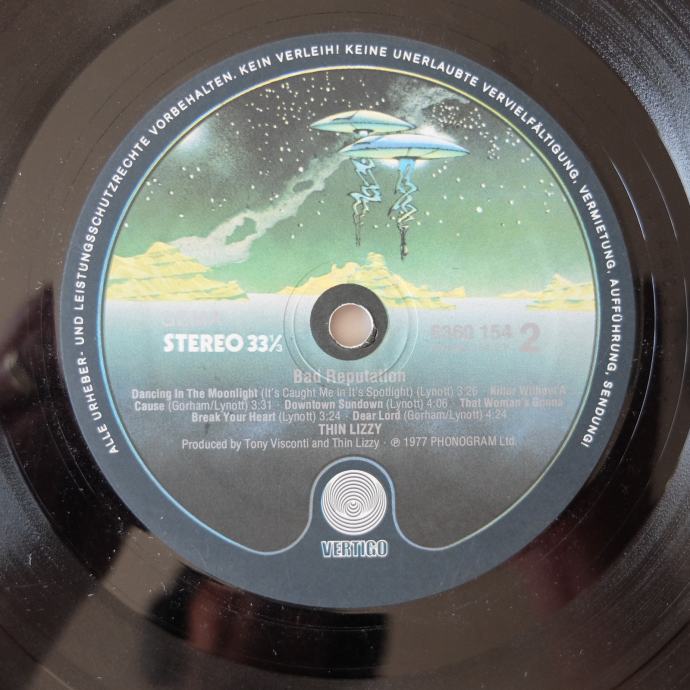 ALLE URHEBER- UND LEISTUNGSSCHUTZRECHTE VORBEHALTEN. KEIN VERLEIH! KEINE UNERLAUBTE VERVIELFÄLTIGUNG, VERMIETUNG, AUFFÜHRUNG, SENDUNG!
STEREO 33⅓
6360 154 2
Bad Reputation
Dancing In The Moonlight (It's Caught Me In It's Spotlight) (Lynott) 3:26 · Killer Without A
Cause (Gorham/Lynott) 3:31 · Downtown Sundown (Lynott) 4:06 · That Woman's Gonna
Break Your Heart (Lynott) 3:24 · Dear Lord (Gorham/Lynott) 4:24
THIN LIZZY
Produced by Tony Visconti and Thin Lizzy · ℗ 1977 PHONOGRAM Ltd.
VERTIGO